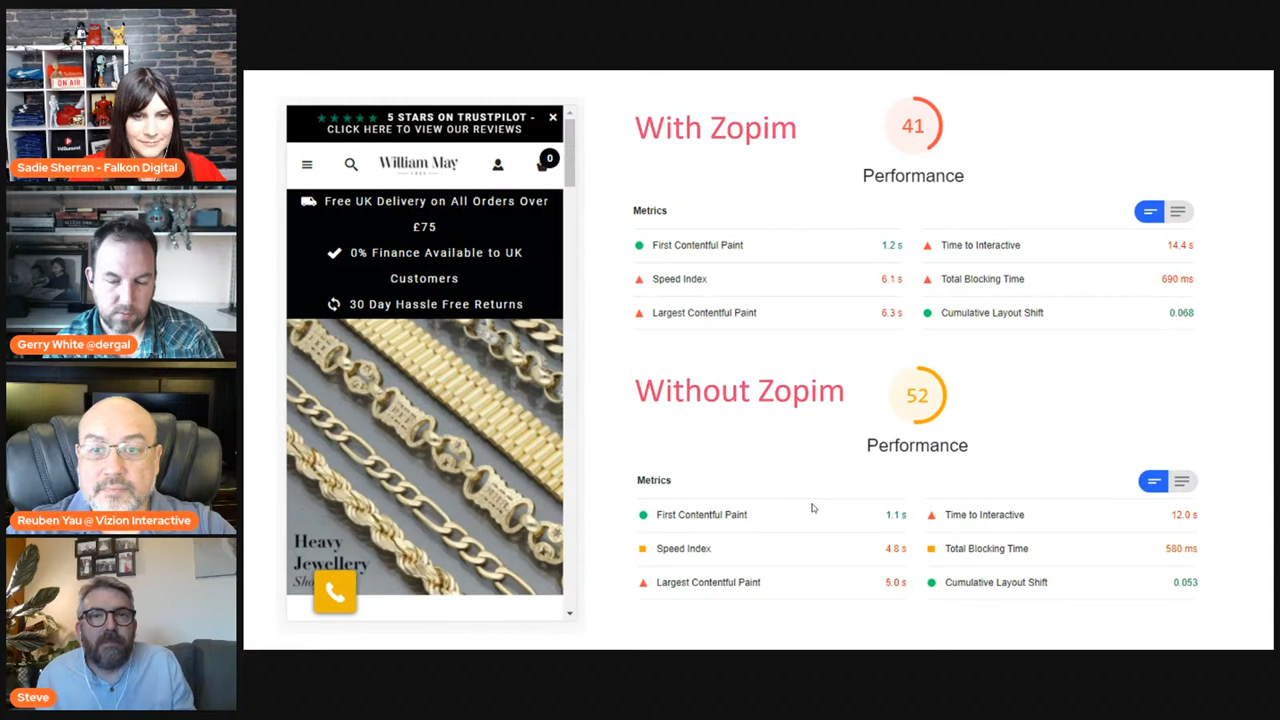 ON AIR
Sadie Sherran - Falkon Digital
Gerry White @dergal
Reuben Yau @ Vizion Interactive
Steve
5 STARS ON TRUSTPILOT -
CLICK HERE TO VIEW OUR REVIEWS
William May
0
Free UK Delivery on All Orders Over
£75
0% Finance Available to UK
Customers
30 Day Hassle Free Returns
Heavy
Jewellery
With Zopim
41
Performance
Metrics
First Contentful Paint 1.2 s
Time to Interactive 14.4 s
Speed Index 6.1 s
Total Blocking Time 690 ms
Largest Contentful Paint 6.3 s
Cumulative Layout Shift 0.068
Without Zopim
52
Performance
Metrics
First Contentful Paint 1.1 s
Time to Interactive 12.0 s
Speed Index 4.8 s
Total Blocking Time 580 ms
Largest Contentful Paint 5.0 s
Cumulative Layout Shift 0.053